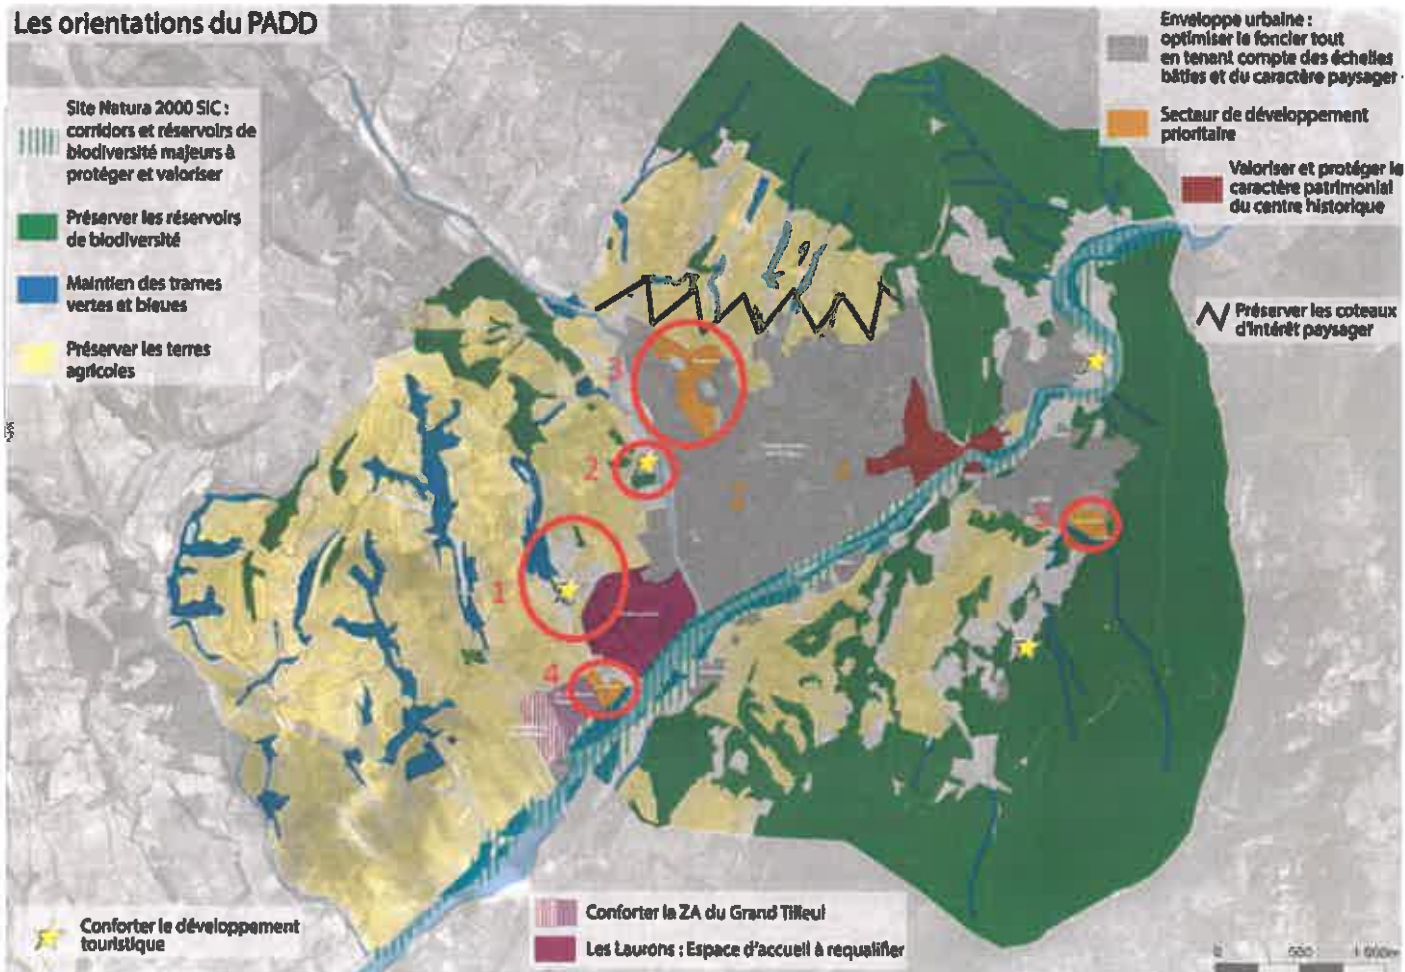 Les orientations du PADD
Site Natura 2000 SIC :
corridors et réservoirs de
biodiversité majeurs à
protéger et valoriser
Préserver les réservoirs
de biodiversité
Maintien des trames
vertes et bleues
Préserver les terres
agricoles
Enveloppe urbaine :
optimiser le foncier tout
en tenant compte des échelles
bâties et du caractère paysager
Secteur de développement
prioritaire
Valoriser et protéger le
caractère patrimonial
du centre historique
Préserver les coteaux
d'intérêt paysager
3
2
1
4
5
Conforter le développement
touristique
Conforter la ZA du Grand Tilleul
Les Laurons : Espace d'accueil à requalifier
0 500 1 000m